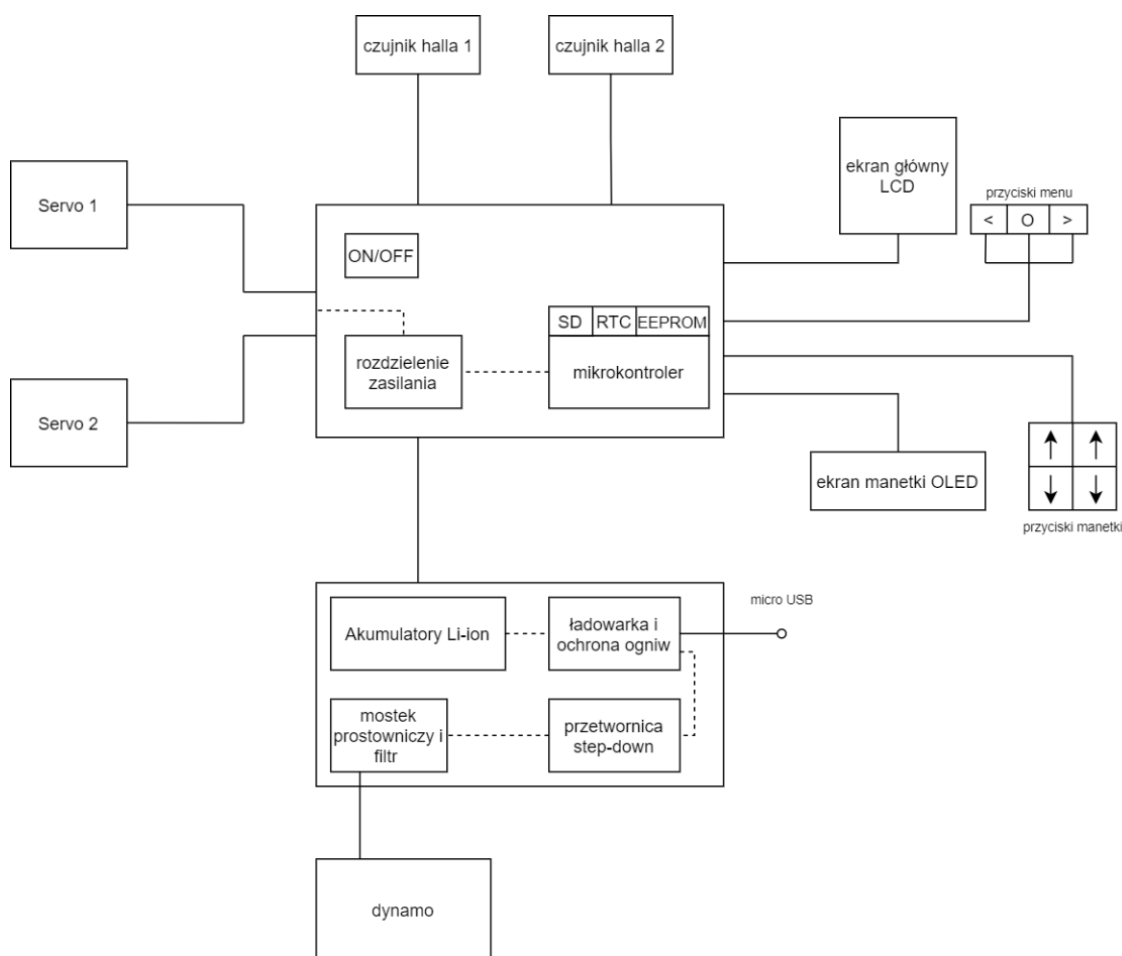 czujnik halla 1
czujnik halla 2
ekran główny
LCD
przyciski menu
< O >
Servo 1
ON/OFF
SD RTC EEPROM
rozdzielenie
zasilania
mikrokontroler
Servo 2
ekran manetki OLED
przyciski manetki
micro USB
Akumulatory Li-ion
ładowarka i
ochrona ogniw
mostek
prostowniczy i
filtr
przetwornica
step-down
dynamo